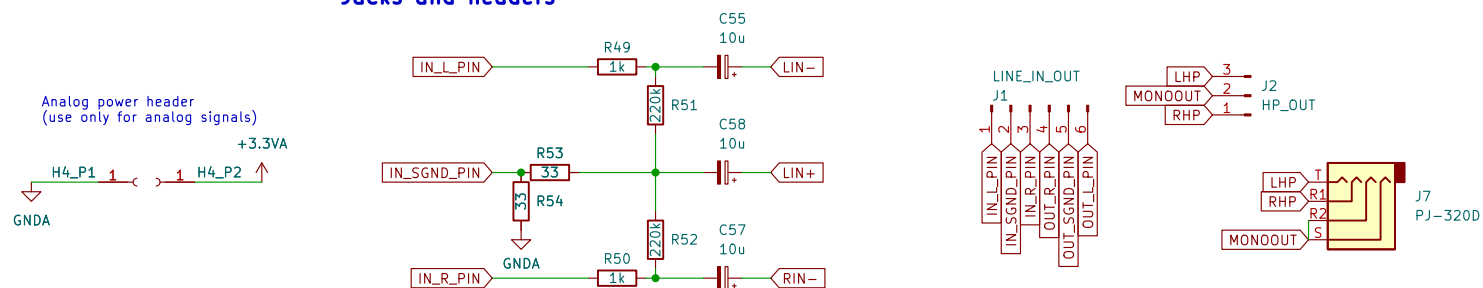 Jacks and headers
Analog power header
(use only for analog signals)
+3.3VA
H4_P1
1
1
H4_P2
GNDA
IN_L_PIN
R49
1k
C55
10u
+
LIN-
220k
R51
IN_SGND_PIN
R53
33
33
R54
GNDA
C58
10u
+
LIN+
220k
R52
IN_R_PIN
R50
1k
C57
10u
+
RIN-
LINE_IN_OUT
J1
1
2
3
4
5
6
IN_L_PIN
IN_SGND_PIN
IN_R_PIN
OUT_R_PIN
OUT_SGND_PIN
OUT_L_PIN
LHP
3
MONOOUT
2
RHP
1
J2
HP_OUT
LHP
T
RHP
R1
R2
MONOOUT
S
J7
PJ-320D